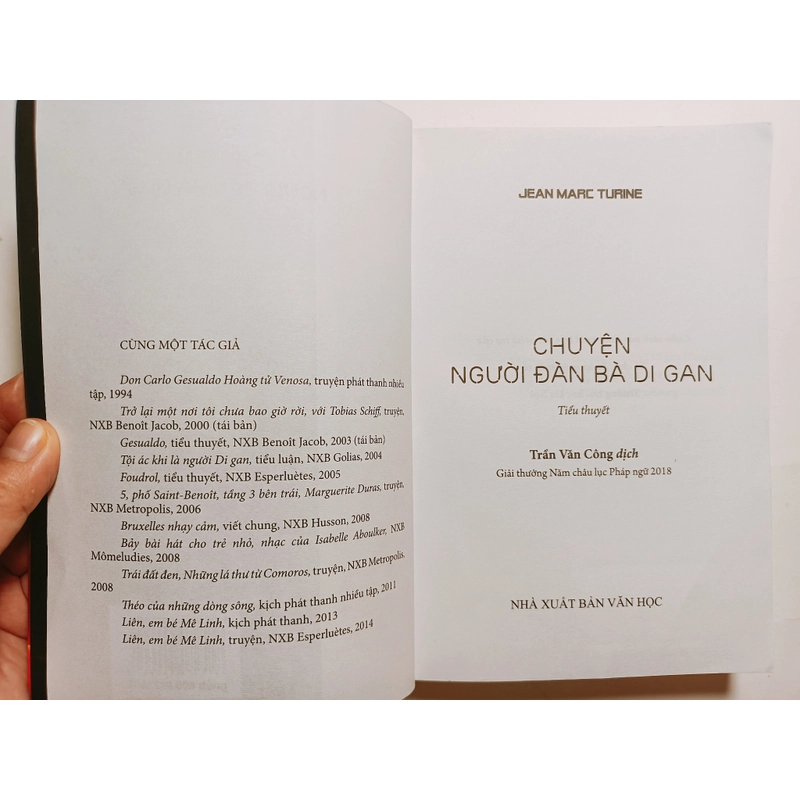 CÙNG MỘT TÁC GIẢ
Don Carlo Gesualdo Hoàng tử Venosa, truyện phát thanh nhiều
tập, 1994
Trở lại một nơi tôi chưa bao giờ rời, với Tobias Schiff, truyện,
NXB Benoît Jacob, 2000 (tái bản)
Gesualdo, tiểu thuyết, NXB Benoît Jacob, 2003 (tái bản)
Tội ác khi là người Di gan, tiểu luận, NXB Golias, 2004
Foudrol, tiểu thuyết, NXB Esperluètes, 2005
5, phố Saint-Benoît, tầng 3 bên trái, Marguerite Duras, truyện,
NXB Metropolis, 2006
Bruxelles nhạy cảm, viết chung, NXB Husson, 2008
Bảy bài hát cho trẻ nhỏ, nhạc của Isabelle Aboulker, NXB
Mômeludies, 2008
Trái đất đen, Những lá thư từ Comoros, truyện, NXB Metropolis,
2008
Théo của những dòng sông, kịch phát thanh nhiều tập, 2011
Liên, em bé Mê Linh, kịch phát thanh, 2013
Liên, em bé Mê Linh, truyện, NXB Esperluètes, 2014
JEAN MARC TURINE
CHUYỆN
NGƯỜI ĐÀN BÀ DI GAN
Tiểu thuyết
Trần Văn Công dịch
Giải thưởng Năm châu lục Pháp ngữ 2018
NHÀ XUẤT BẢN VĂN HỌC